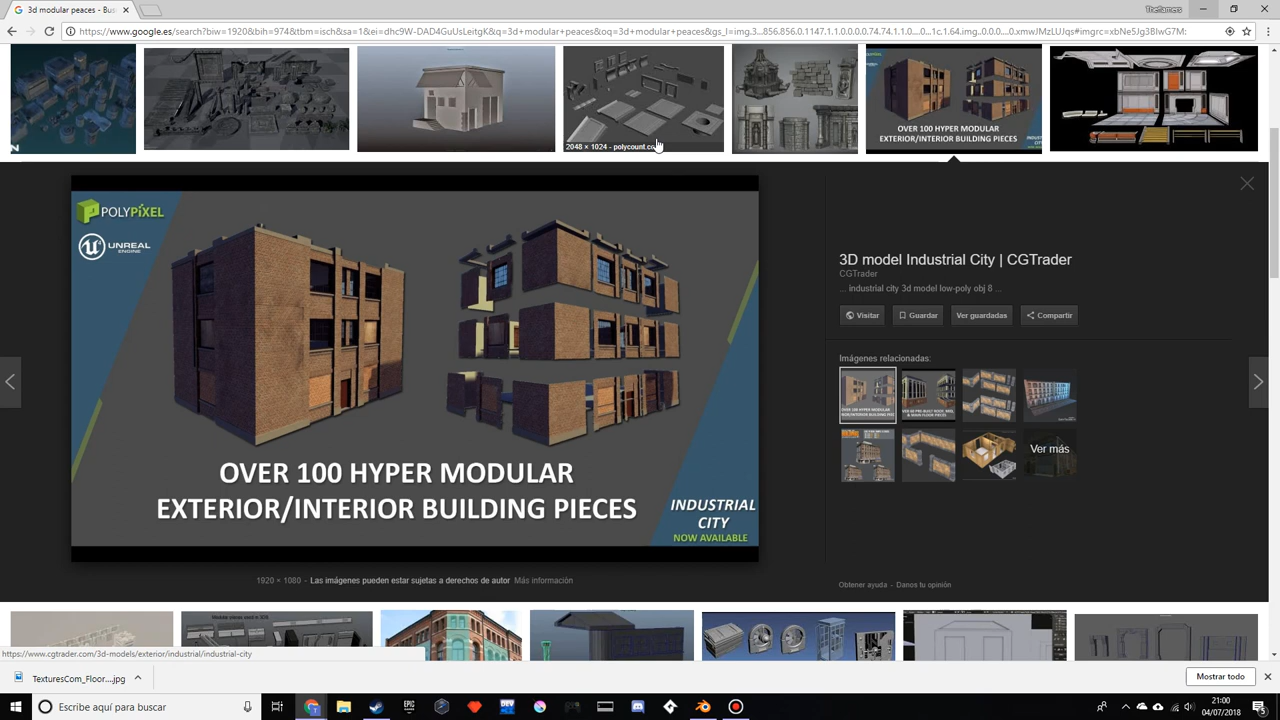 3d modular peaces - Bus
Theflameps
https://www.google.es/search?biw=1920&bih=974&tbm=isch&sa=1&ei=dhc9W-DAD4GuUsLeitgK&q=3d+modular+peaces&oq=3d+modular+peaces&gs_l=img.3...856.856.0.1147.1.1.0.0.0.0.74.74.1.1.0....0...1c.1.64.img..0.0.0....0.xmwJMzLUJqs#imgrc=xbNe5Jg3BIwG7M:
2048 × 1024 - polycount.com
OVER 100 HYPER MODULAR
EXTERIOR/INTERIOR BUILDING PIECES
POLYPIXEL
UNREAL
ENGINE
OVER 100 HYPER MODULAR
EXTERIOR/INTERIOR BUILDING PIECES
INDUSTRIAL
CITY
NOW AVAILABLE
3D model Industrial City | CGTrader
CGTrader
... industrial city 3d model low-poly obj 8 ...
Visitar
Guardar
Ver guardadas
Compartir
Imágenes relacionadas:
Ver más
1920 × 1080 - Las imágenes pueden estar sujetas a derechos de autor Más información
Obtener ayuda - Danos tu opinión
https://www.cgtrader.com/3d-models/exterior/industrial/industrial-city
TexturesCom_Floor....jpg
Mostrar todo
Escribe aquí para buscar
EPIC
DEV
21:00
04/07/2018